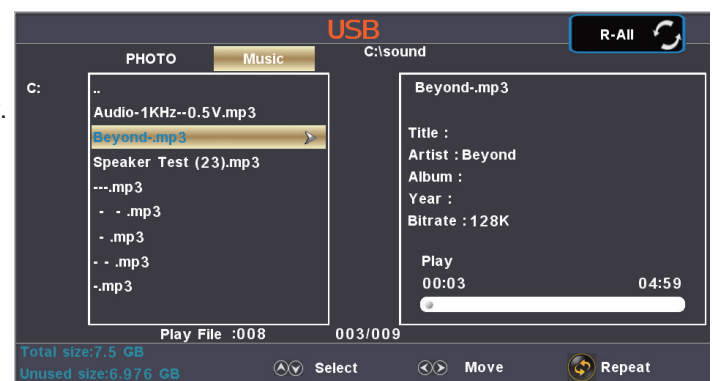 USB
R-All
PHOTO Music C:\sound
C:
..
Audio-1KHz--0.5V.mp3
Beyond-.mp3
Speaker Test (23).mp3
---.mp3
- - .mp3
- .mp3
- - .mp3
-.mp3
Beyond-.mp3
Title :
Artist : Beyond
Album :
Year :
Bitrate : 128K
Play
00:03 04:59
Play File :008 003/009
Total size:7.5 GB
Unused size:6.976 GB
Select Move Repeat